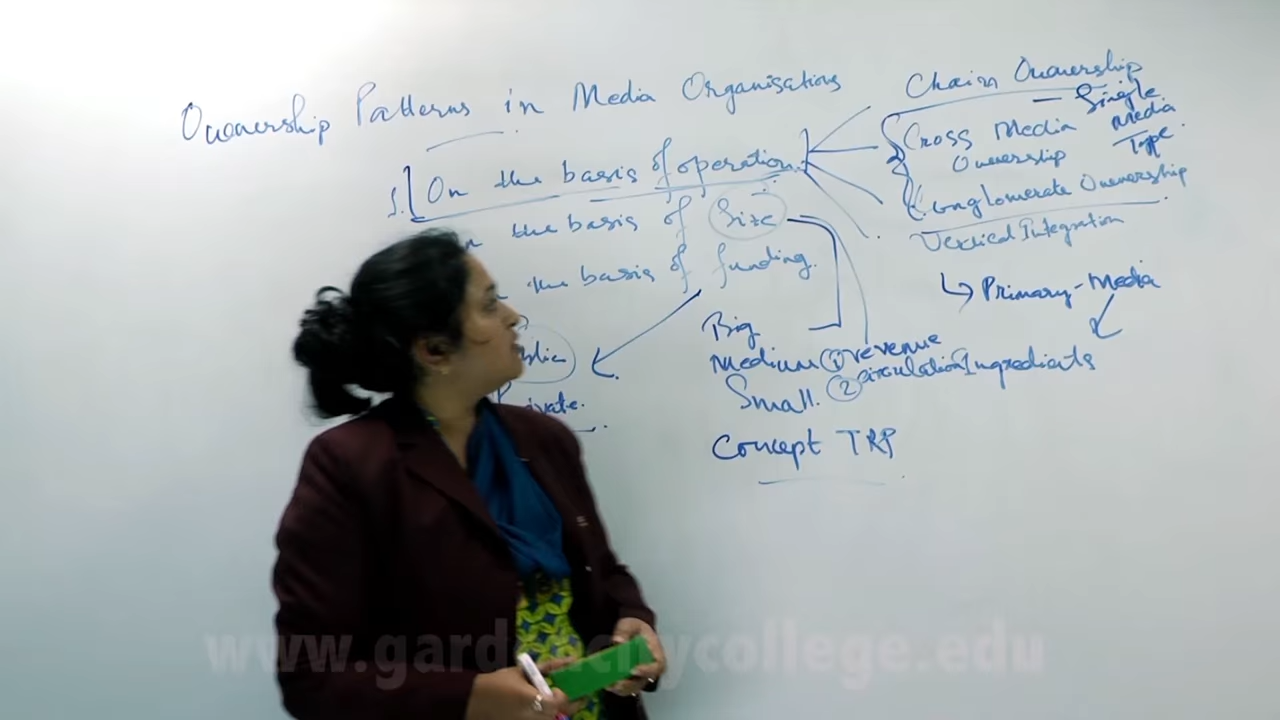 Ownership Patterns in Media Organisations
1. On the basis of operation
the basis of Size
the basis of funding.
Private.
Chain Ownership
– Single Media Type.
Cross Media Ownership
Conglomerate Ownership
Vertical Integration
Primary-Media
Ingredients
Big
Medium
Small.
① revenue
② circulation
Concept TRP
www.gardencitycollege.edu